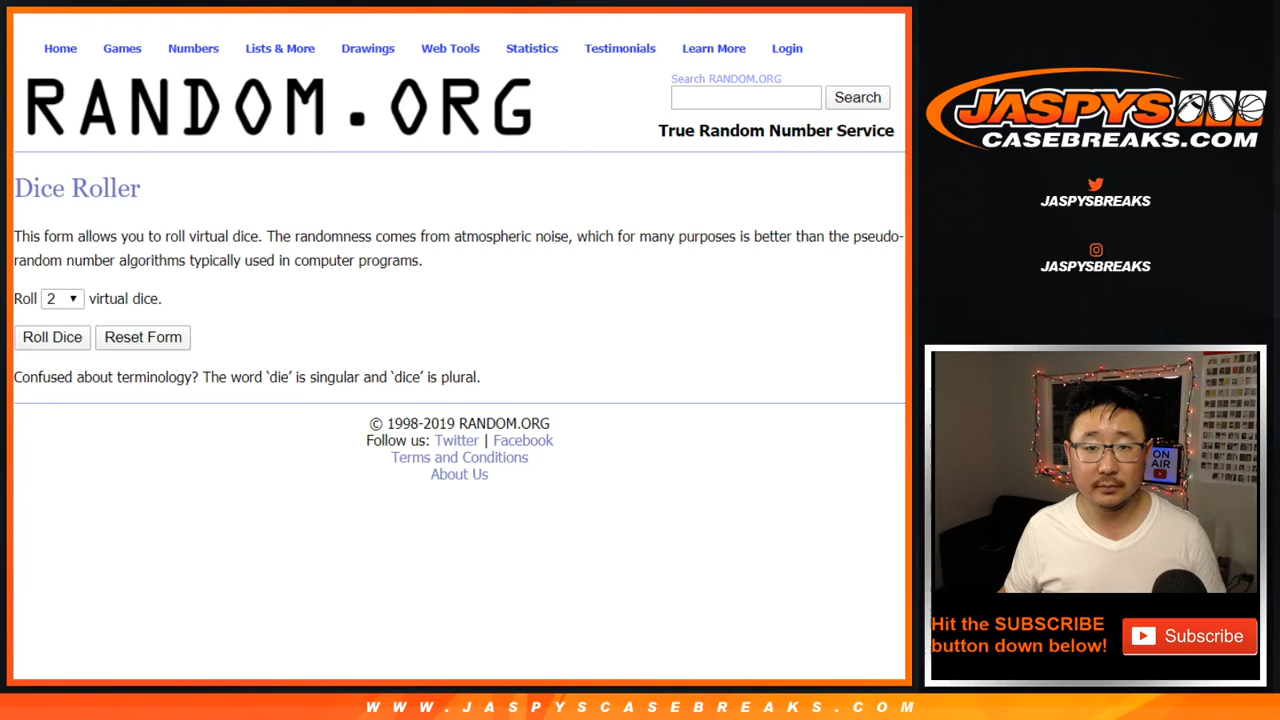 Home Games Numbers Lists & More Drawings Web Tools Statistics Testimonials Learn More Login
RANDOM.ORG
Search RANDOM.ORG
Search
True Random Number Service
Dice Roller
This form allows you to roll virtual dice. The randomness comes from atmospheric noise, which for many purposes is better than the pseudo-
random number algorithms typically used in computer programs.
Roll 2 virtual dice.
Roll Dice Reset Form
Confused about terminology? The word ‘die’ is singular and ‘dice’ is plural.
© 1998-2019 RANDOM.ORG
Follow us: Twitter | Facebook
Terms and Conditions
About Us
JASPYS
CASEBREAKS.COM
JASPYSBREAKS
JASPYSBREAKS
ON
AIR
Hit the SUBSCRIBE
button down below!
Subscribe
WWW.JASPYSCASEBREAKS.COM